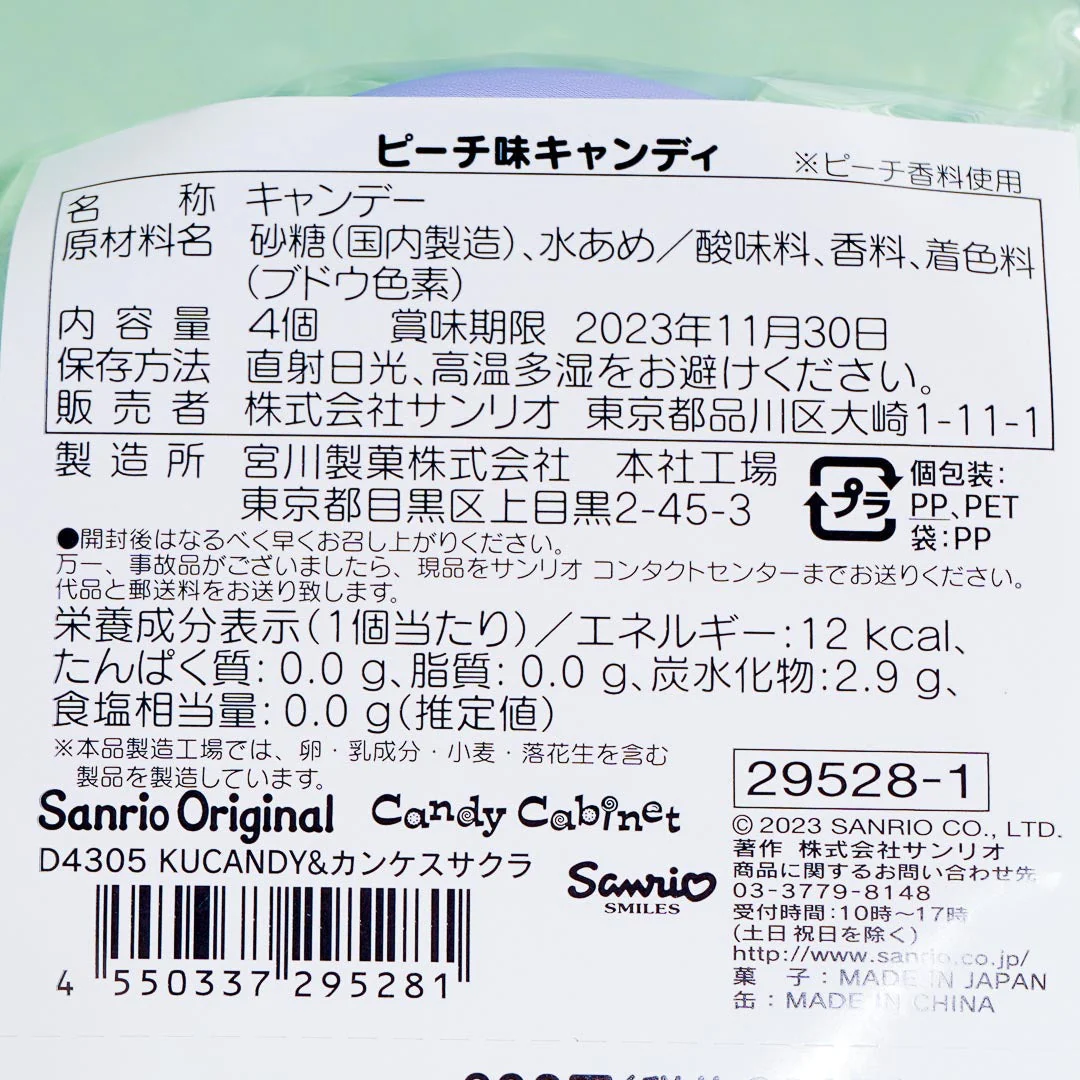 ピーチ味キャンディ ※ピーチ香料使用
名称 キャンデー
原材料名 砂糖(国内製造)、水あめ／酸味料、香料、着色料
(ブドウ色素)
内容量 4個 賞味期限 2023年11月30日
保存方法 直射日光、高温多湿をお避けください。
販売者 株式会社サンリオ 東京都品川区大崎1-11-1
製造所 宮川製菓株式会社 本社工場
東京都目黒区上目黒2-45-3
プラ
個包装:
PP、PET
袋:PP
●開封後はなるべく早くお召し上がりください。
万一、事故品がございましたら、現品をサンリオ コンタクトセンターまでお送りください。
代品と郵送料をお送り致します。
栄養成分表示(1個当たり)／エネルギー:12 kcal、
たんぱく質:0.0 g、脂質:0.0 g、炭水化物:2.9 g、
食塩相当量:0.0 g(推定値)
※本品製造工場では、卵・乳成分・小麦・落花生を含む
製品を製造しています。
Sanrio Original Candy Cabinet
D4305 KUCANDY&カンケスサクラ
4 550337 295281
Sanrio
SMILES
29528-1
© 2023 SANRIO CO., LTD.
著作 株式会社サンリオ
商品に関するお問い合わせ先
03-3779-8148
受付時間:10時～17時
(土日祝日を除く)
http://www.sanrio.co.jp/
菓子:MADE IN JAPAN
缶:MADE IN CHINA